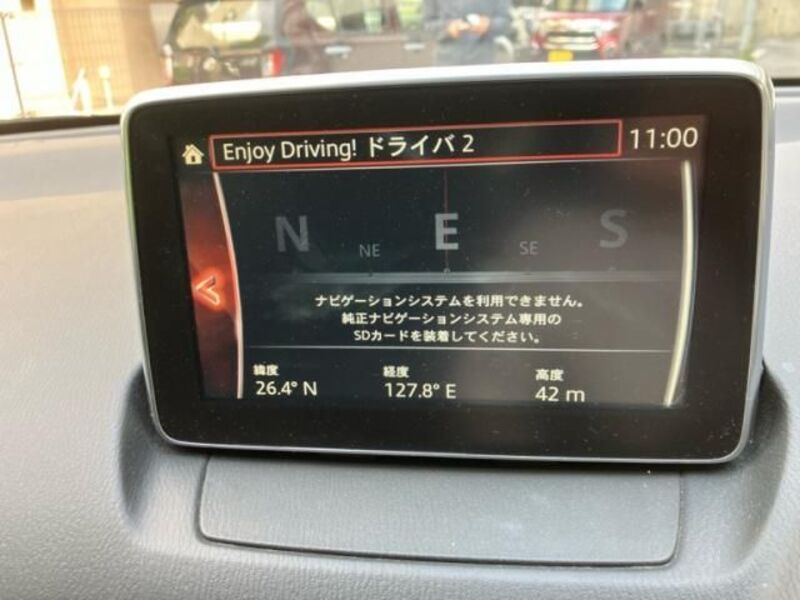 Enjoy Driving! ドライバ 2
11:00
N NE E SE S
ナビゲーションシステムを利用できません。
純正ナビゲーションシステム専用の
SDカードを装着してください。
緯度 経度 高度
26.4° N 127.8° E 42 m